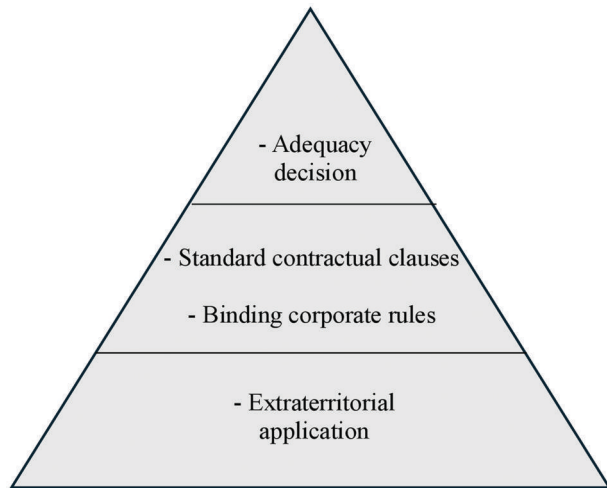 - Adequacy
decision
- Standard contractual clauses
- Binding corporate rules
- Extraterritorial
application